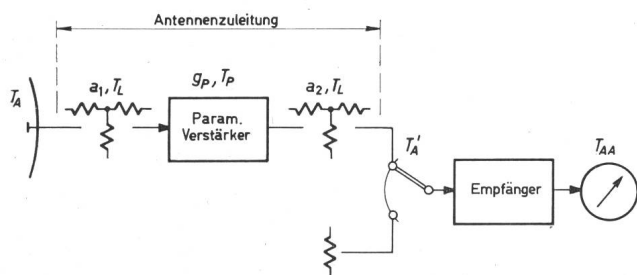 Antennenzuleitung
T_A
a_1, T_L
g_P, T_P
a_2, T_L
Param.
Verstärker
T_A'
T_AA
Empfänger